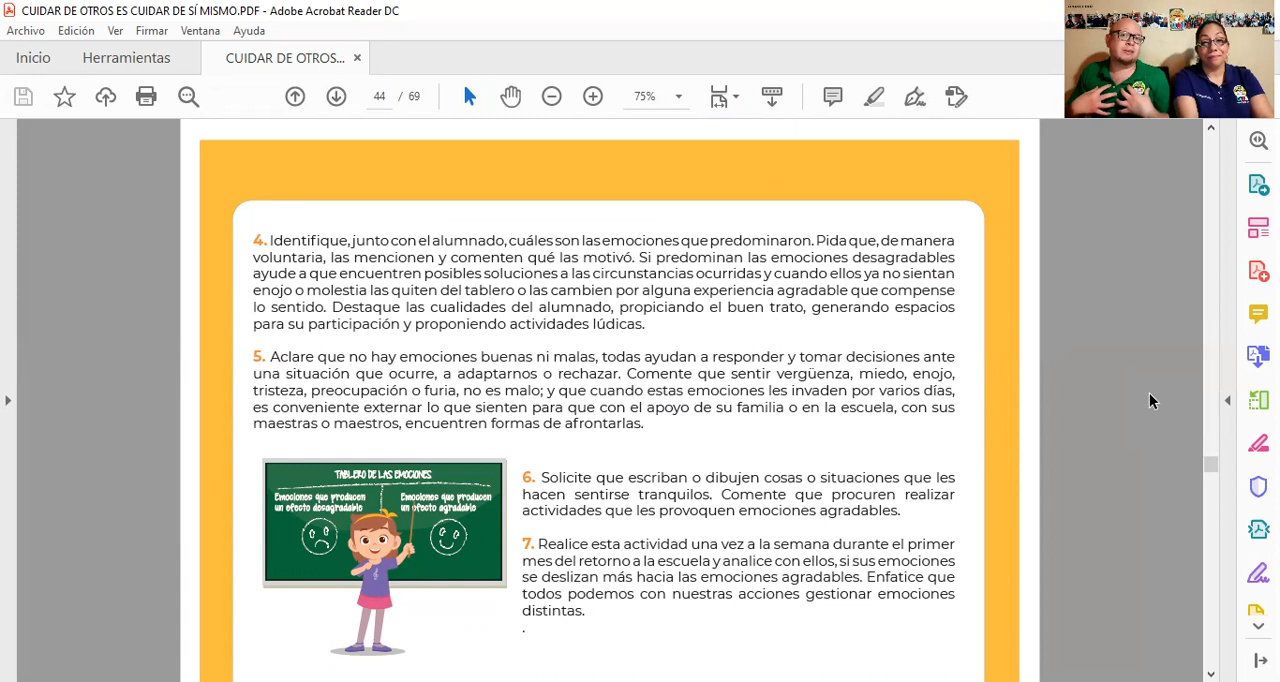 CUIDAR DE OTROS ES CUIDAR DE SÍ MISMO.PDF - Adobe Acrobat Reader DC
Archivo Edición Ver Firmar Ventana Ayuda
Inicio Herramientas CUIDAR DE OTROS... ×
44 / 69 75%
4. Identifique, junto con el alumnado, cuáles son las emociones que predominaron. Pida que, de manera
voluntaria, las mencionen y comenten qué las motivó. Si predominan las emociones desagradables
ayude a que encuentren posibles soluciones a las circunstancias ocurridas y cuando ellos ya no sientan
enojo o molestia las quiten del tablero o las cambien por alguna experiencia agradable que compense
lo sentido. Destaque las cualidades del alumnado, propiciando el buen trato, generando espacios
para su participación y proponiendo actividades lúdicas.
5. Aclare que no hay emociones buenas ni malas, todas ayudan a responder y tomar decisiones ante
una situación que ocurre, a adaptarnos o rechazar. Comente que sentir vergüenza, miedo, enojo,
tristeza, preocupación o furia, no es malo; y que cuando estas emociones les invaden por varios días,
es conveniente externar lo que sienten para que con el apoyo de su familia o en la escuela, con sus
maestras o maestros, encuentren formas de afrontarlas.
TABLERO DE LAS EMOCIONES
Emociones que producen
un efecto desagradable
Emociones que producen
un efecto agradable
6. Solicite que escriban o dibujen cosas o situaciones que les
hacen sentirse tranquilos. Comente que procuren realizar
actividades que les provoquen emociones agradables.
7. Realice esta actividad una vez a la semana durante el primer
mes del retorno a la escuela y analice con ellos, si sus emociones
se deslizan más hacia las emociones agradables. Enfatice que
todos podemos con nuestras acciones gestionar emociones
distintas.
.